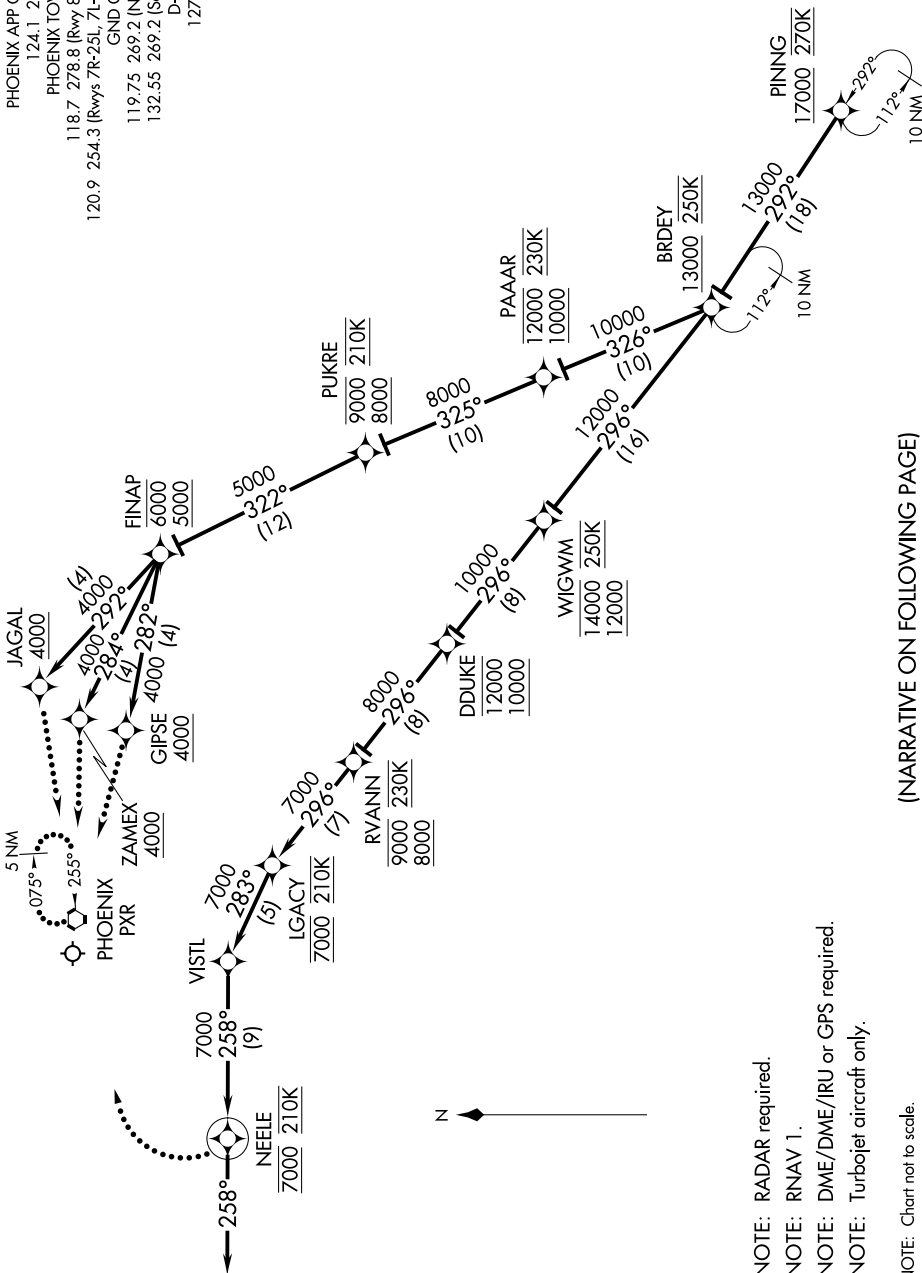 PHOENIX APP C
124.1 2
PHOENIX TO
118.7 278.8 (Rwy 8
120.9 254.3 (Rwys 7R-25L, 7L-
GND C
119.75 269.2 (N
132.55 269.2 (S
D-
127
PINNG
17000 270K
292°
112°
10 NM
13000
292°
(18)
BRDEY
13000 250K
112°
10 NM
10000
326°
(10)
PAAAR
12000 230K
10000
8000
325°
(10)
PUKRE
9000 210K
8000
5000
322°
(12)
FINAP
6000
5000
(4)
4000
292°
JAGAL
4000
4000
284°
(4)
ZAMEX
4000
282°
4000
(4)
GIPSE
4000
5 NM
075°
255°
PHOENIX
PXR
12000
296°
(16)
WIGWM
14000 250K
12000
10000
296°
(8)
DDUKE
12000
10000
8000
296°
(8)
RVANN
9000 230K
8000
7000
296°
(7)
LGACY
7000 210K
7000
283°
(5)
VISTL
7000
258°
(9)
NEELE
7000 210K
258°
N
(NARRATIVE ON FOLLOWING PAGE)
NOTE: RADAR required.
NOTE: RNAV 1.
NOTE: DME/DME/IRU or GPS required.
NOTE: Turbojet aircraft only.
NOTE: Chart not to scale.